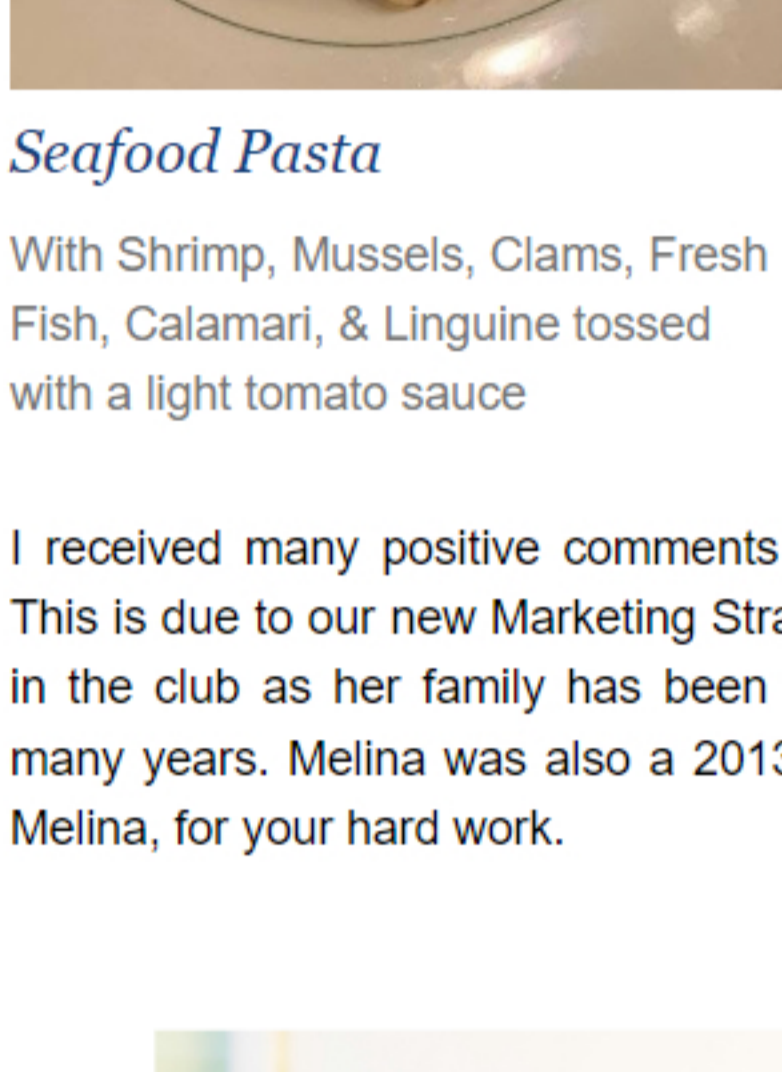 Seafood Pasta
With Shrimp, Mussels, Clams, Fresh
Fish, Calamari, & Linguine tossed
with a light tomato sauce
I received many positive comments
This is due to our new Marketing
in the club as her family has been
many years. Melina was also a 2013
Melina, for your hard work.